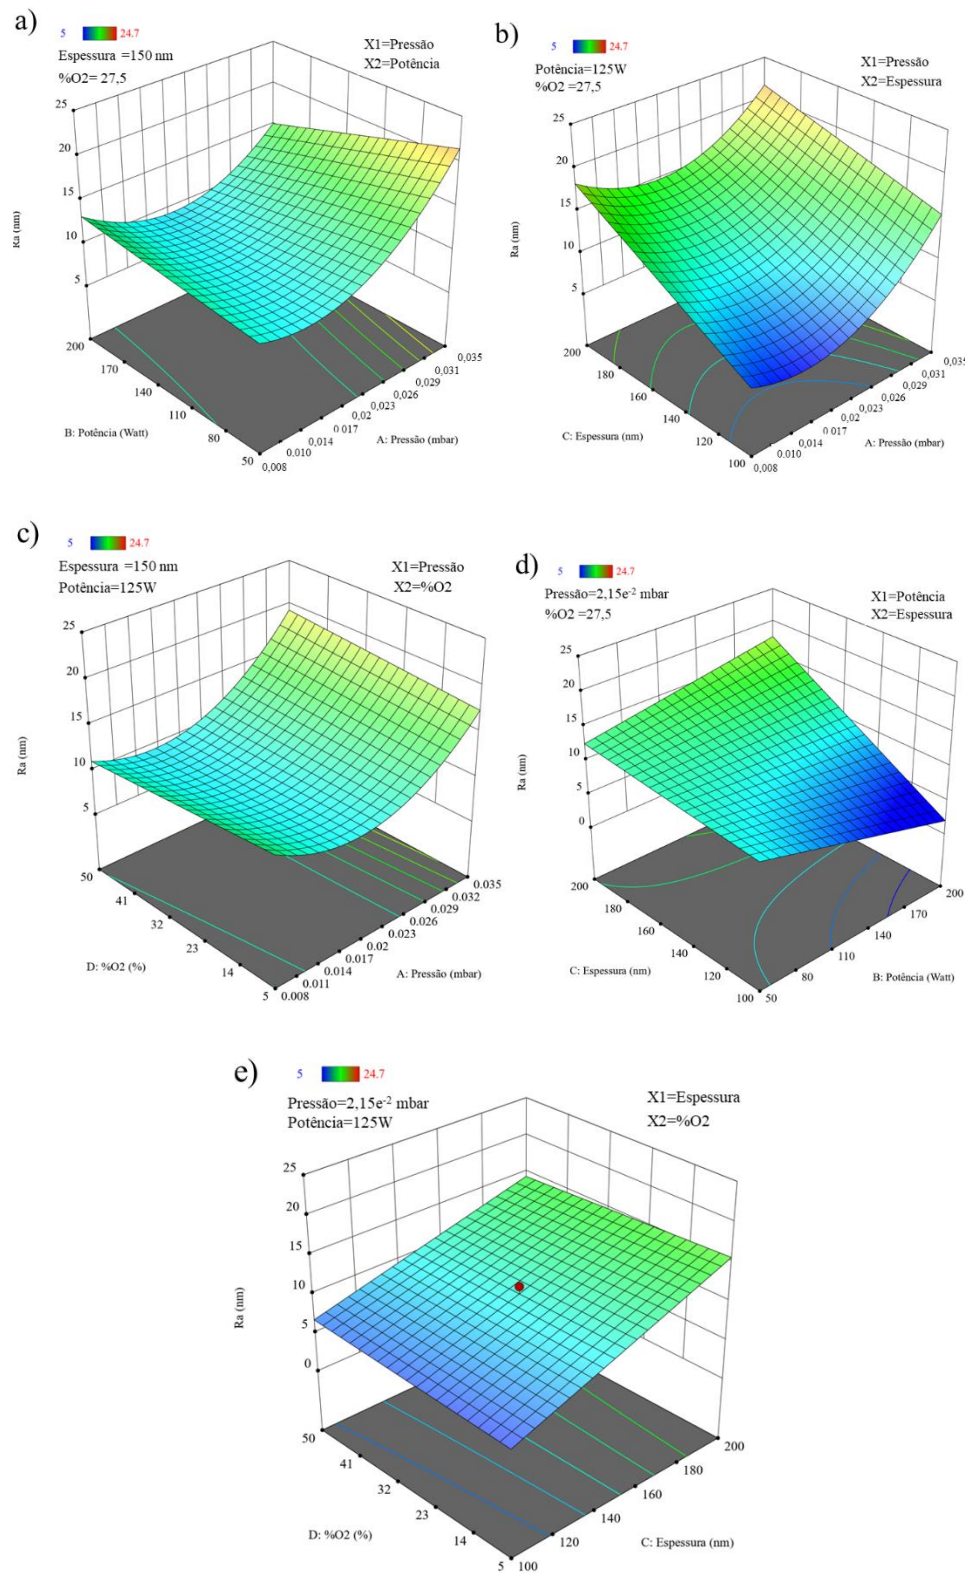 a)
5 24.7
Espessura =150 nm
%O2= 27,5
X1=Pressão
X2=Potência
25
20
15
10
5
Ra (nm)
200
170
140
110
80
50
B: Potência (Watt)
0,008
0,010
0,014
0 017
0,02
0,023
0,026
0,029
0,031
0,035
A: Pressão (mbar)
b)
5 24.7
Potência=125W
%O2 =27,5
X1=Pressão
X2=Espessura
25
20
15
10
5
Ra (nm)
200
180
160
140
120
100
C: Espessura (nm)
0,008
0,010
0,014
0 017
0,02
0,023
0,026
0,029
0,031
0,035
A: Pressão (mbar)
c)
5 24.7
Espessura =150 nm
Potência=125W
X1=Pressão
X2=%O2
25
20
15
10
5
Ra (nm)
50
41
32
23
14
5
D: %O2 (%)
0.008
0.011
0.014
0.017
0.02
0.023
0.026
0.029
0.032
0.035
A: Pressão (mbar)
d)
5 24.7
Pressão=2,15e-2 mbar
%O2 =27,5
X1=Potência
X2=Espessura
25
20
15
10
5
0
Ra (nm)
200
180
160
140
120
100
C: Espessura (nm)
50
80
110
140
170
200
B: Potência (Watt)
e)
5 24.7
Pressão=2,15e-2 mbar
Potência=125W
X1=Espessura
X2=%O2
25
20
15
10
5
0
Ra (nm)
50
41
32
23
14
5
D: %O2 (%)
100
120
140
160
180
200
C: Espessura (nm)